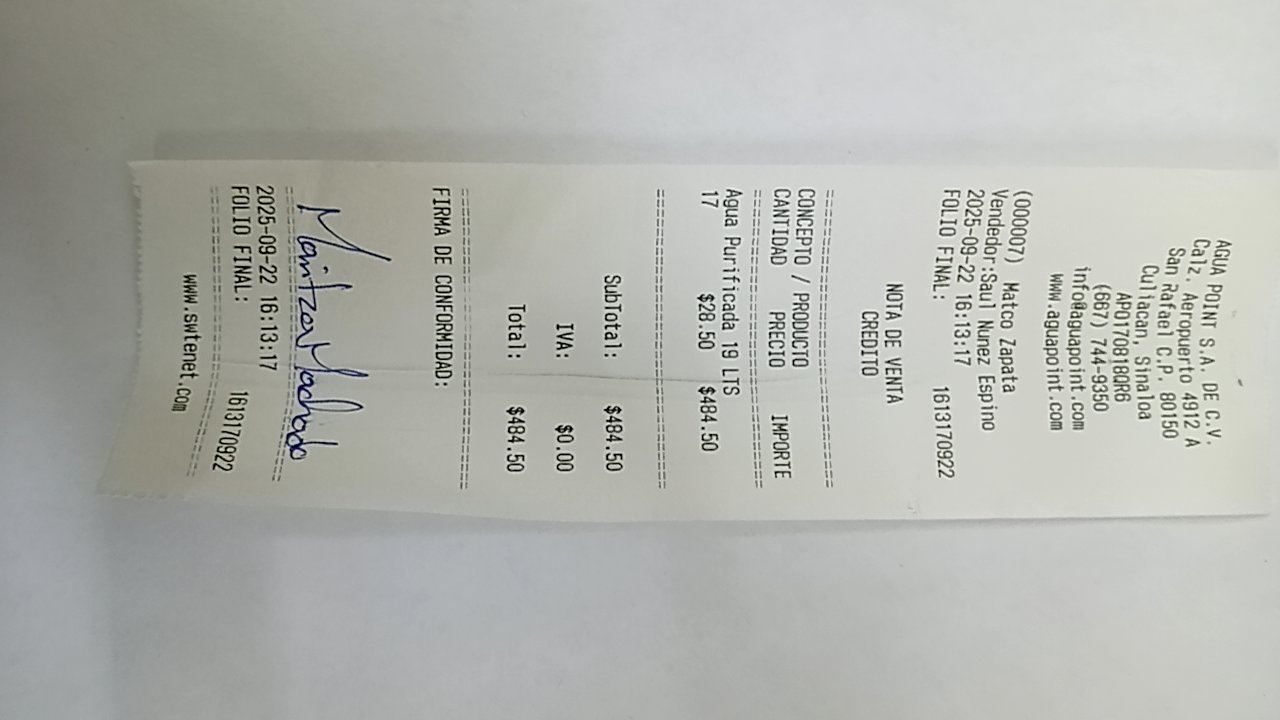 AGUA POINT S.A. DE C.V.
Calz. Aeropuerto 4912 A
San Rafael C.P. 80150
Culiacan, Sinaloa
APO170818QR6
(667) 744-9350
info@aguapoint.com
www.aguapoint.com
(000007) Matco Zapata
Vendedor:Saul Nunez Espino
2025-09-22 16:13:17
FOLIO FINAL: 1613170922
NOTA DE VENTA
CREDITO
CONCEPTO / PRODUCTO
CANTIDAD PRECIO IMPORTE
Agua Purificada 19 LTS
17 $28.50 $484.50
SubTotal: $484.50
IVA: $0.00
Total: $484.50
FIRMA DE CONFORMIDAD:
Maritza Machado
2025-09-22 16:13:17
FOLIO FINAL: 1613170922
www.swtenet.com